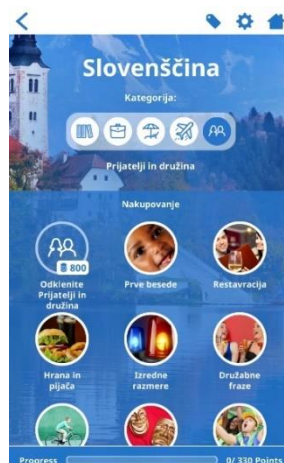 Slovenščina
Kategorija:
Prijatelji in družina
Nakupovanje
800
Odklenite
Prijatelji in
družina
Prve besede
Restavracija
Hrana in
pijača
Izredne
razmere
Družabne
fraze
Progress
0/ 330 Points